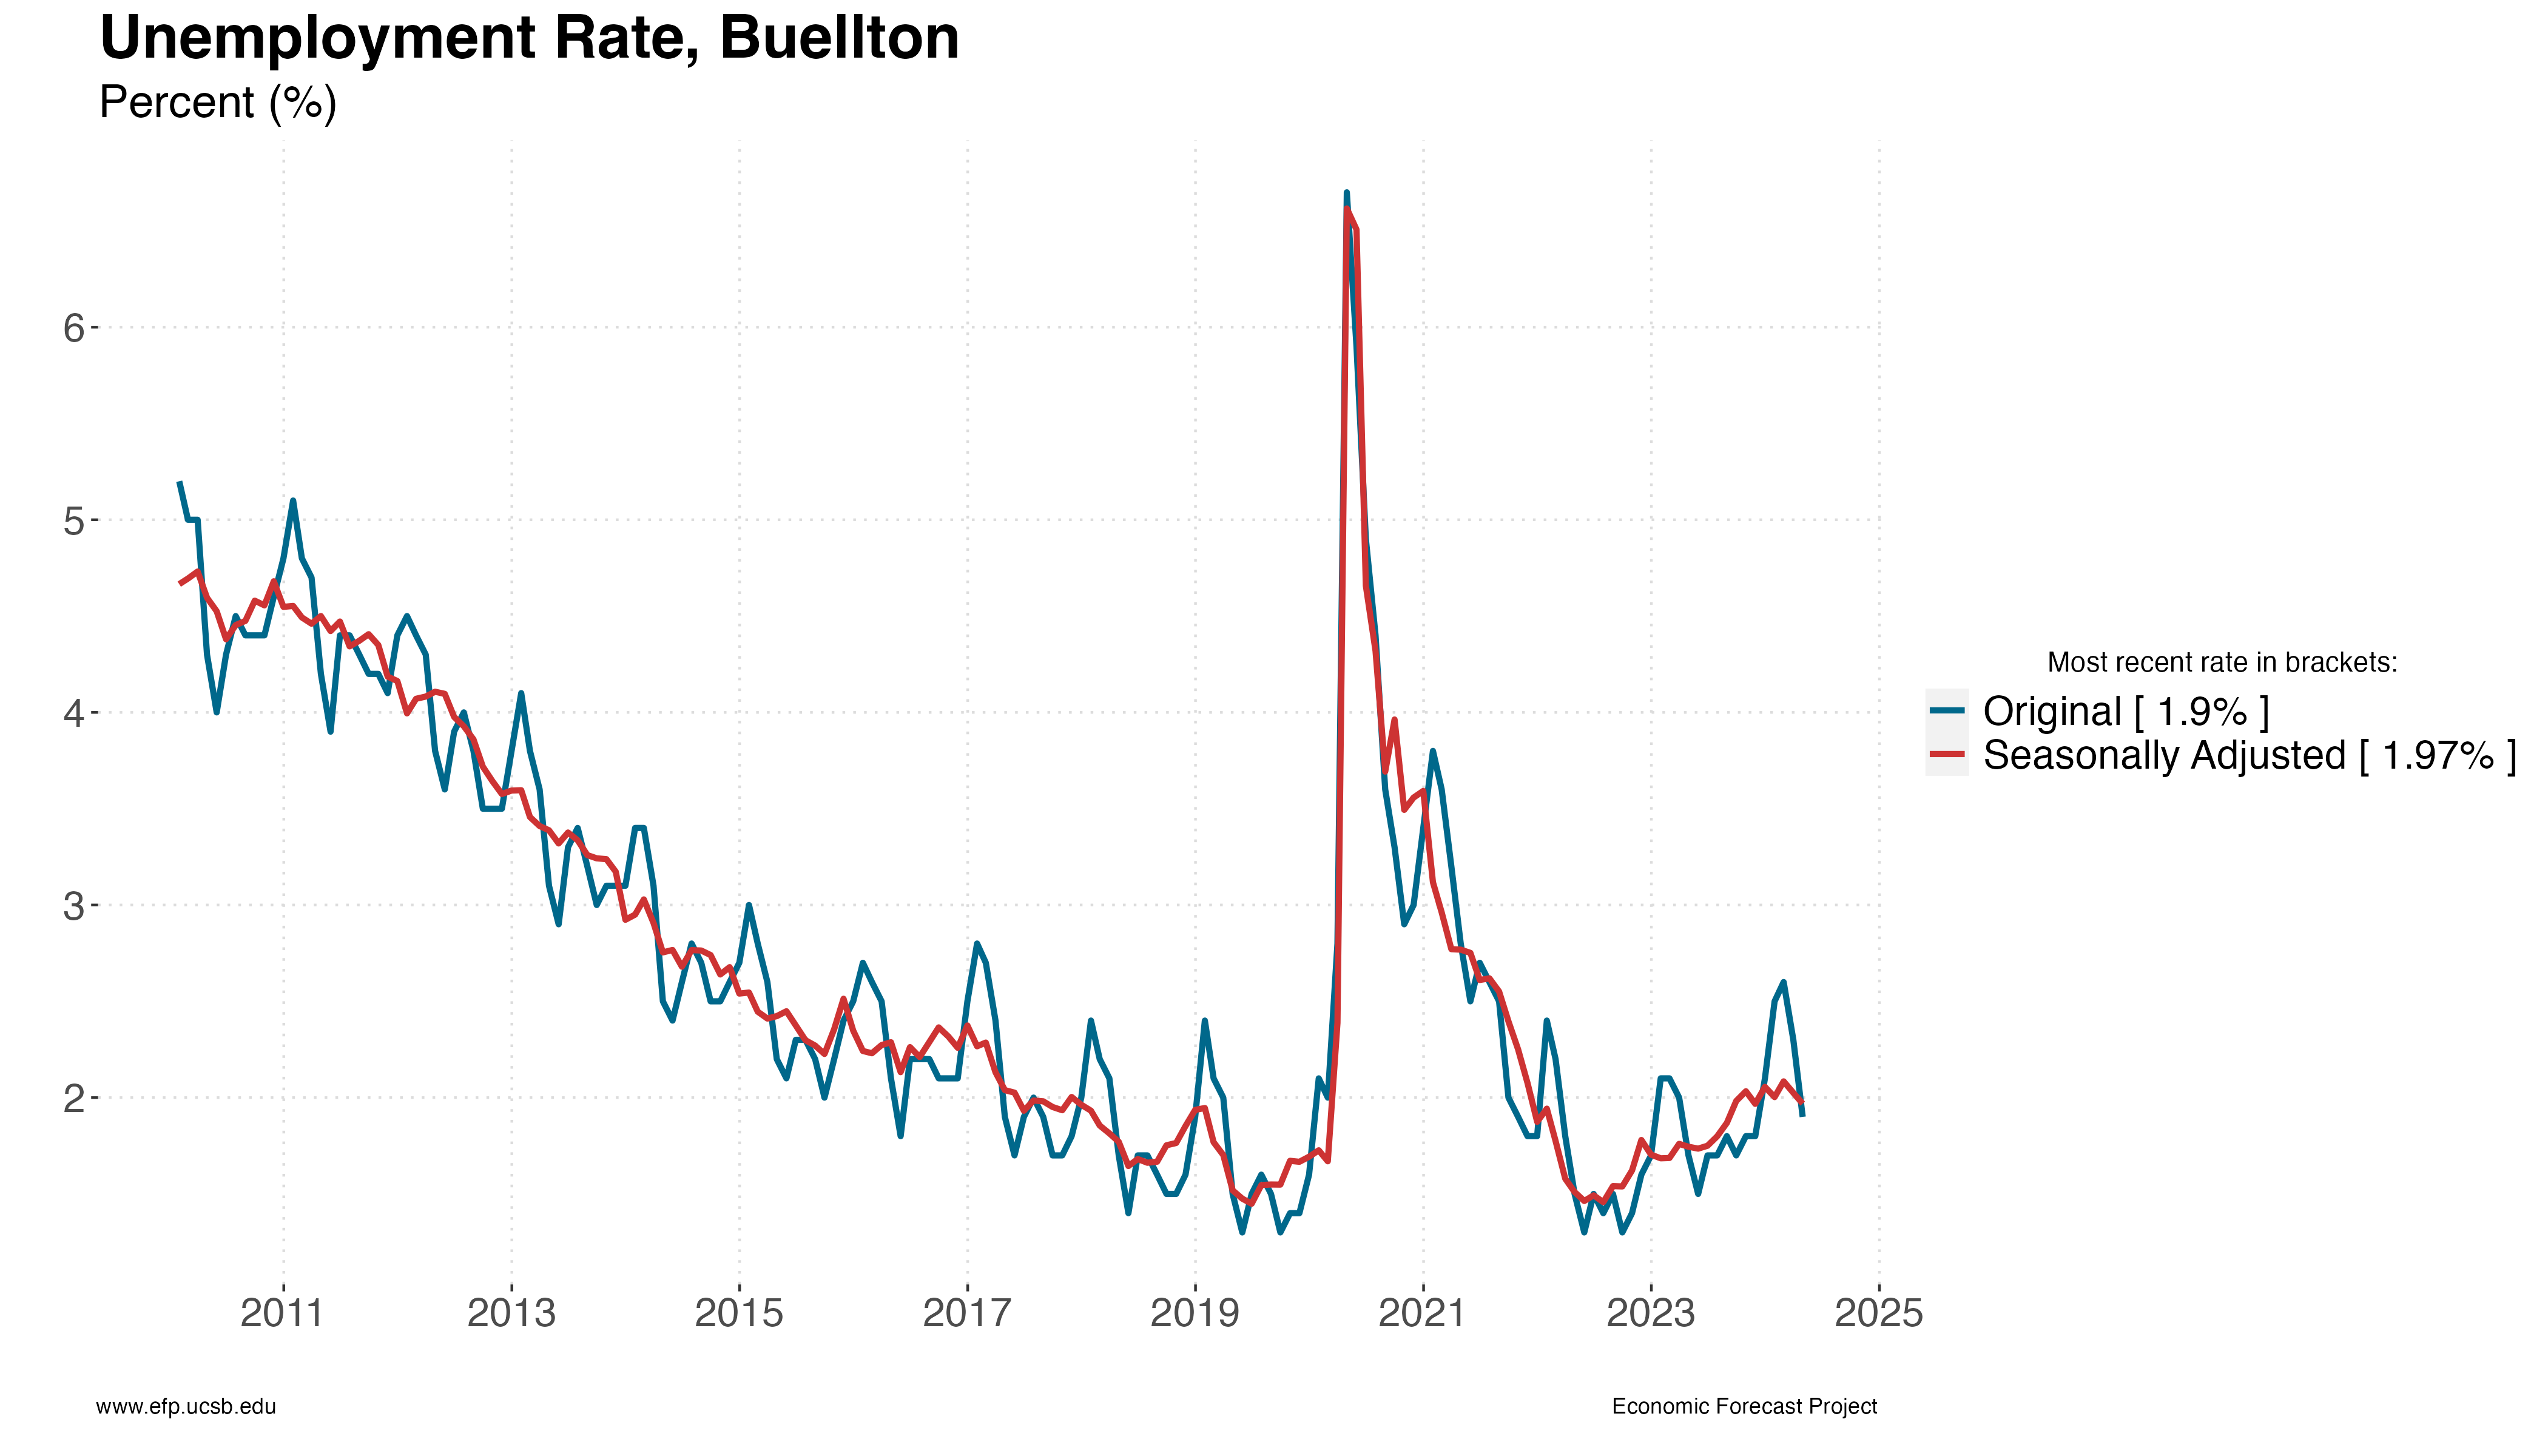 Unemployment Rate, Buellton
Percent (%)
6
5
4
3
2
2011 2013 2015 2017 2019 2021 2023 2025
Most recent rate in brackets:
Original [ 1.9% ]
Seasonally Adjusted [ 1.97% ]
www.efp.ucsb.edu
Economic Forecast Project